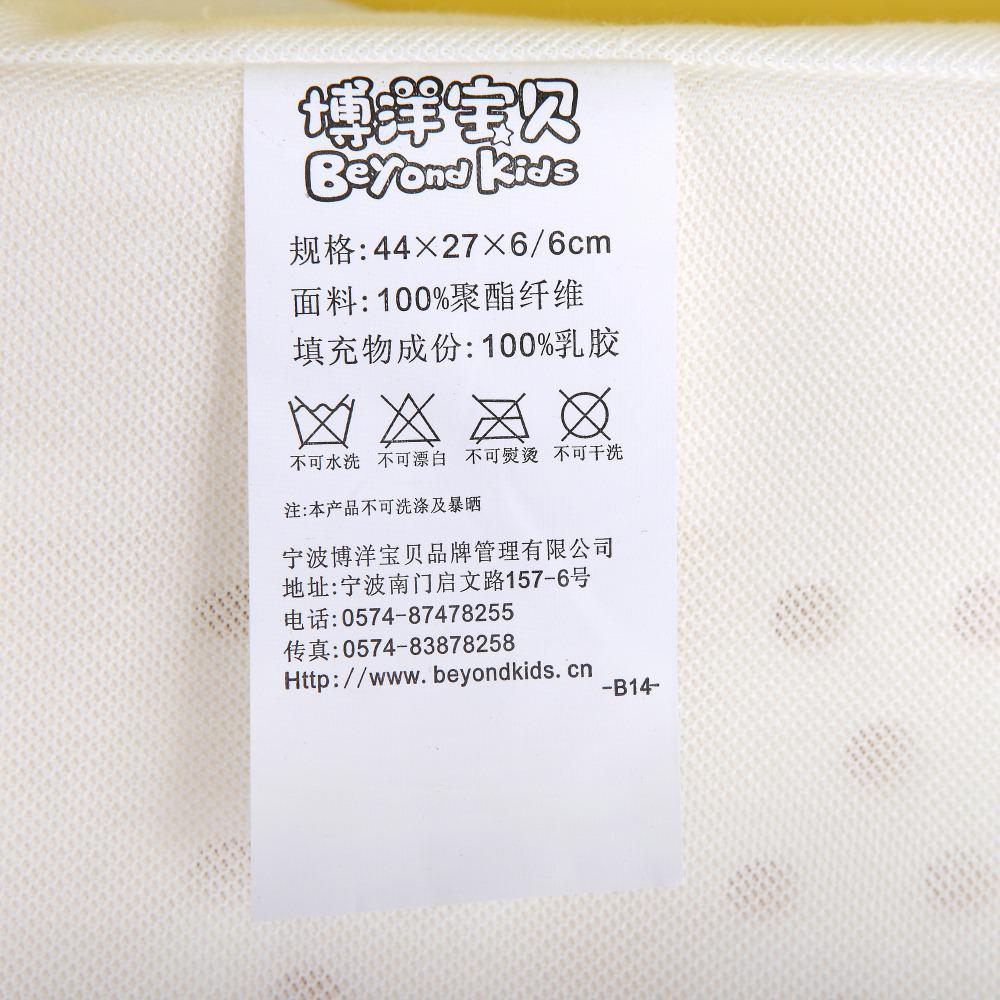 博洋宝贝
Beyond Kids
规格:44×27×6/6cm
面料:100%聚酯纤维
填充物成份:100%乳胶
不可水洗 不可漂白 不可熨烫 不可干洗
注:本产品不可洗涤及暴晒
宁波博洋宝贝品牌管理有限公司
地址:宁波南门启文路157-6号
电话:0574-87478255
传真:0574-83878258
Http://www.beyondkids.cn
-B14-